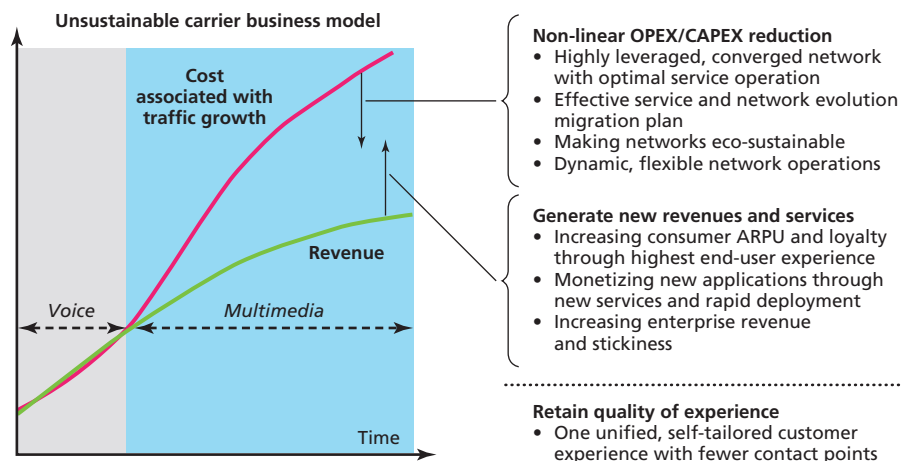 Unsustainable carrier business model
Cost
associated with
traffic growth
Revenue
Voice
Multimedia
Time
Non-linear OPEX/CAPEX reduction
• Highly leveraged, converged network
with optimal service operation
• Effective service and network evolution
migration plan
• Making networks eco-sustainable
• Dynamic, flexible network operations
Generate new revenues and services
• Increasing consumer ARPU and loyalty
through highest end-user experience
• Monetizing new applications through
new services and rapid deployment
• Increasing enterprise revenue
and stickiness
Retain quality of experience
• One unified, self-tailored customer
experience with fewer contact points